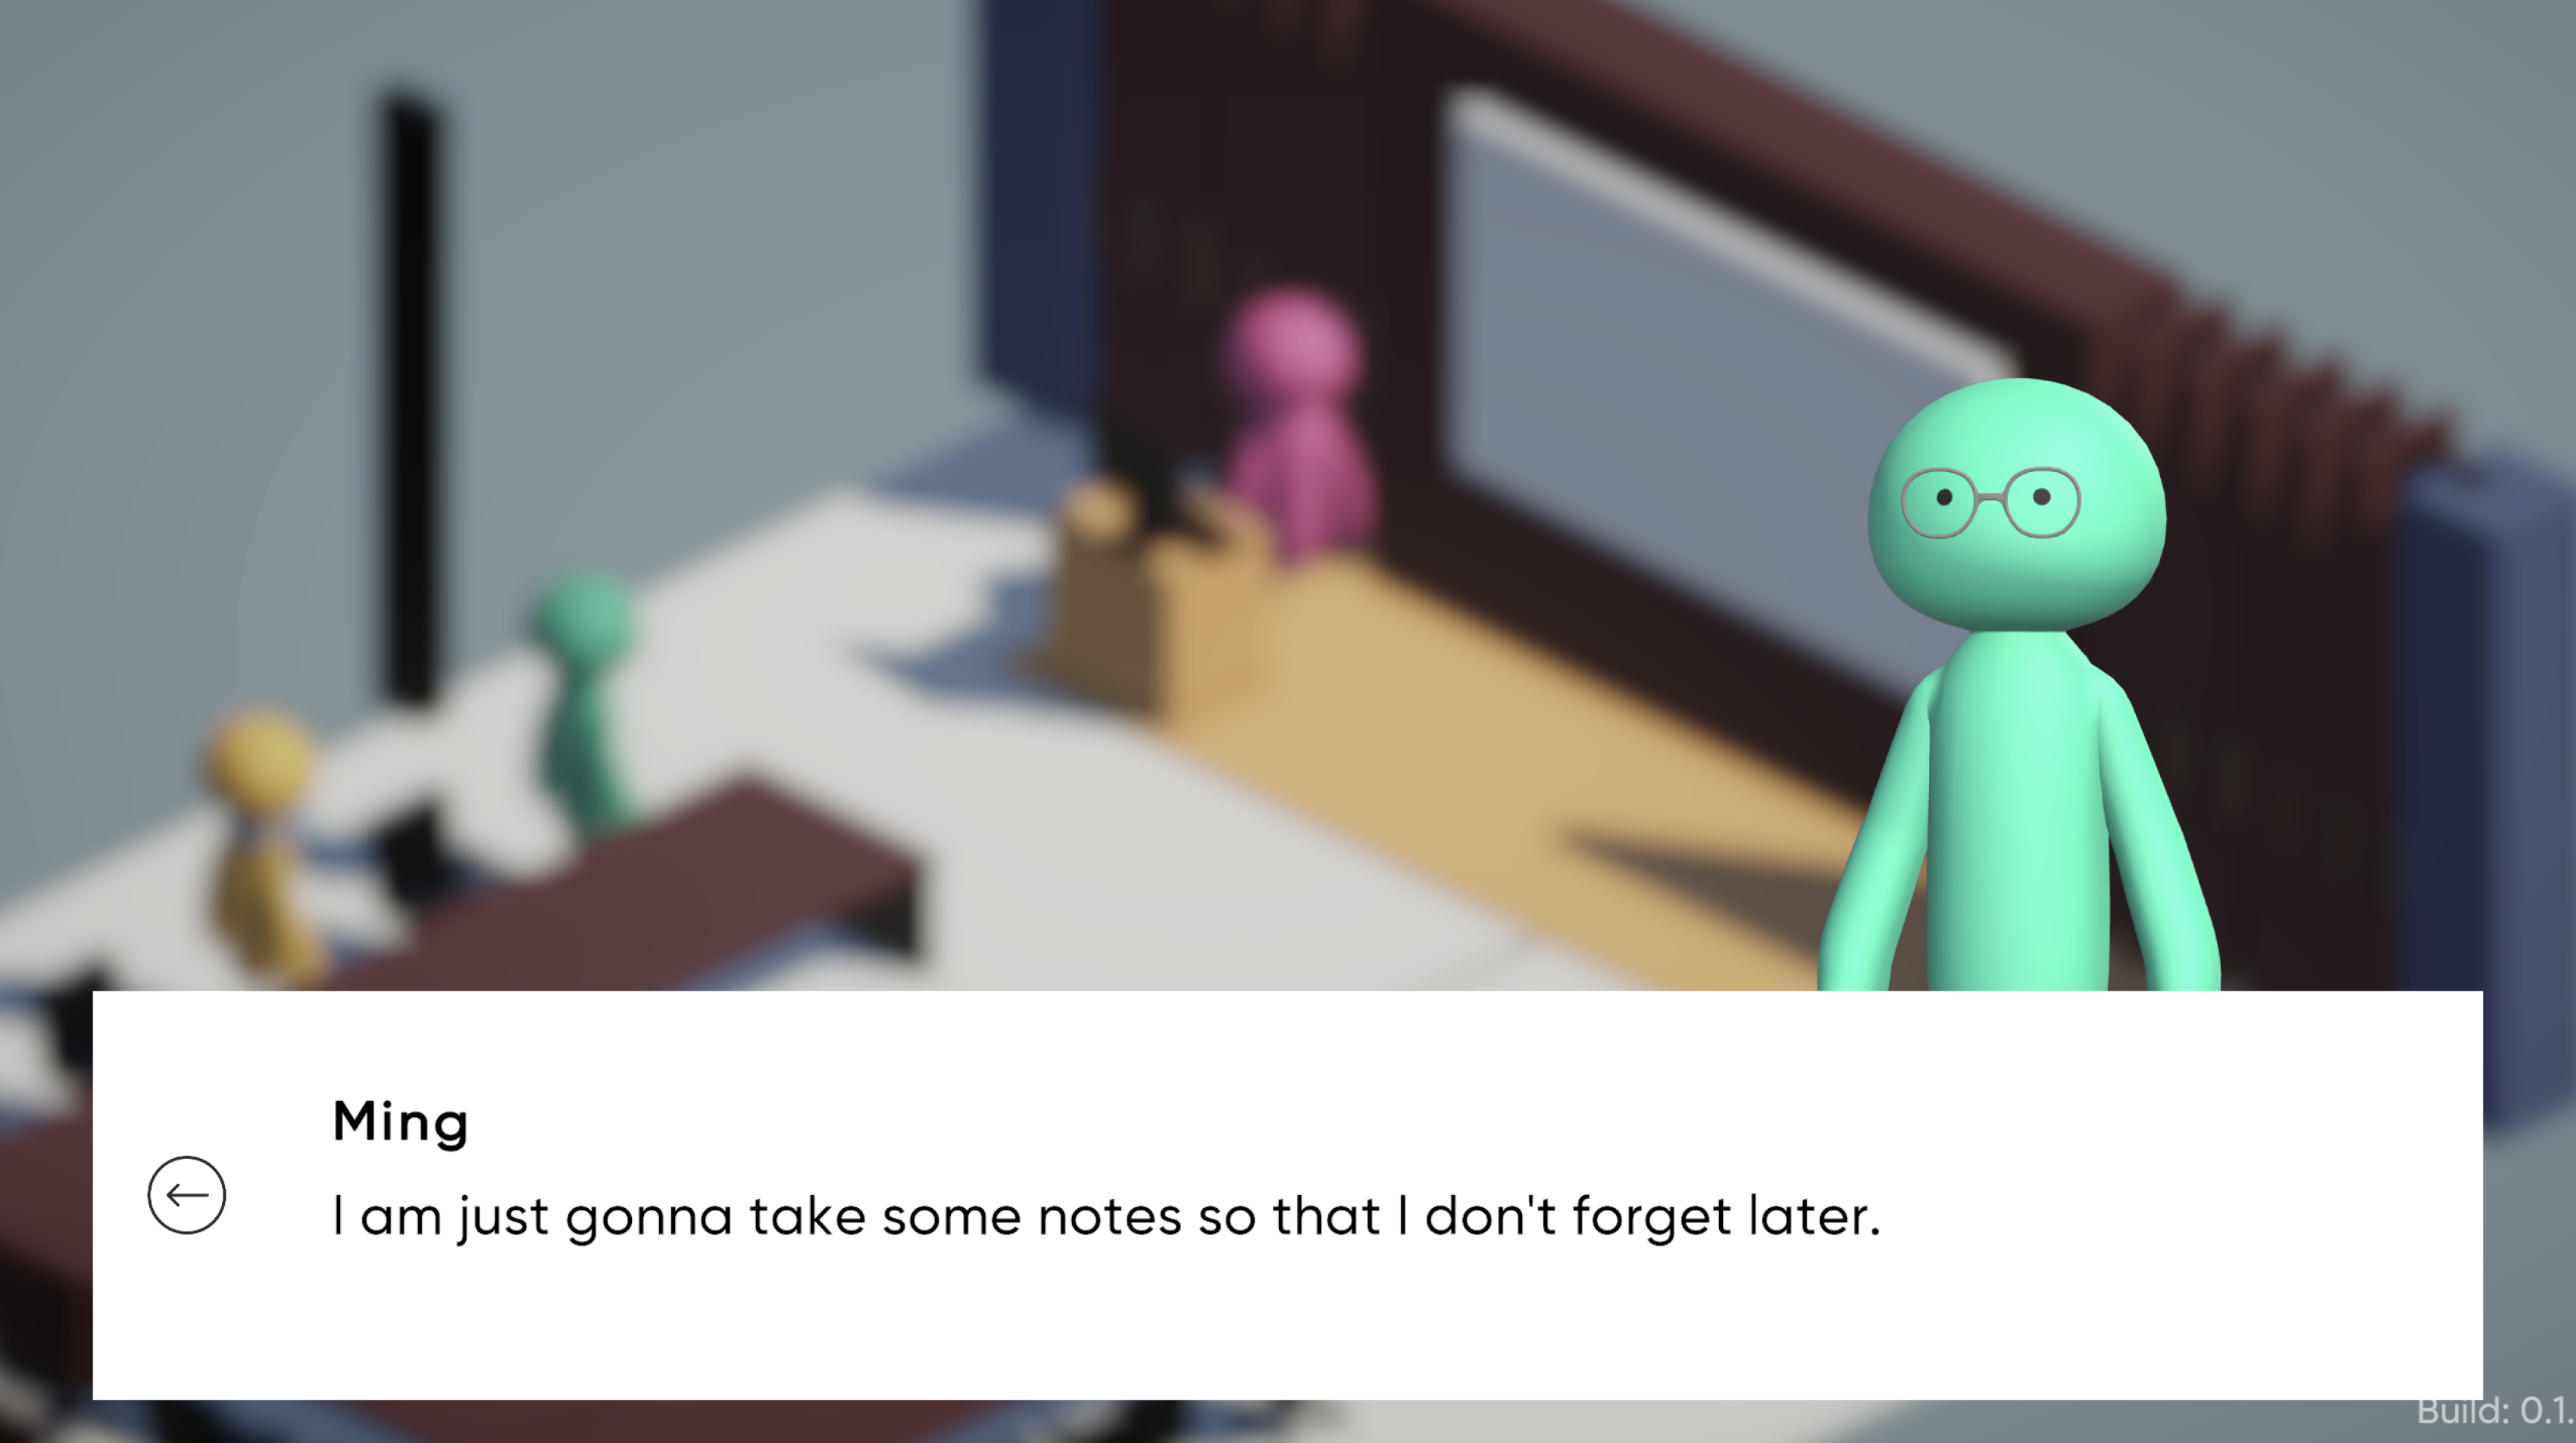 Ming
I am just gonna take some notes so that I don't forget later.
Build: 0.1.